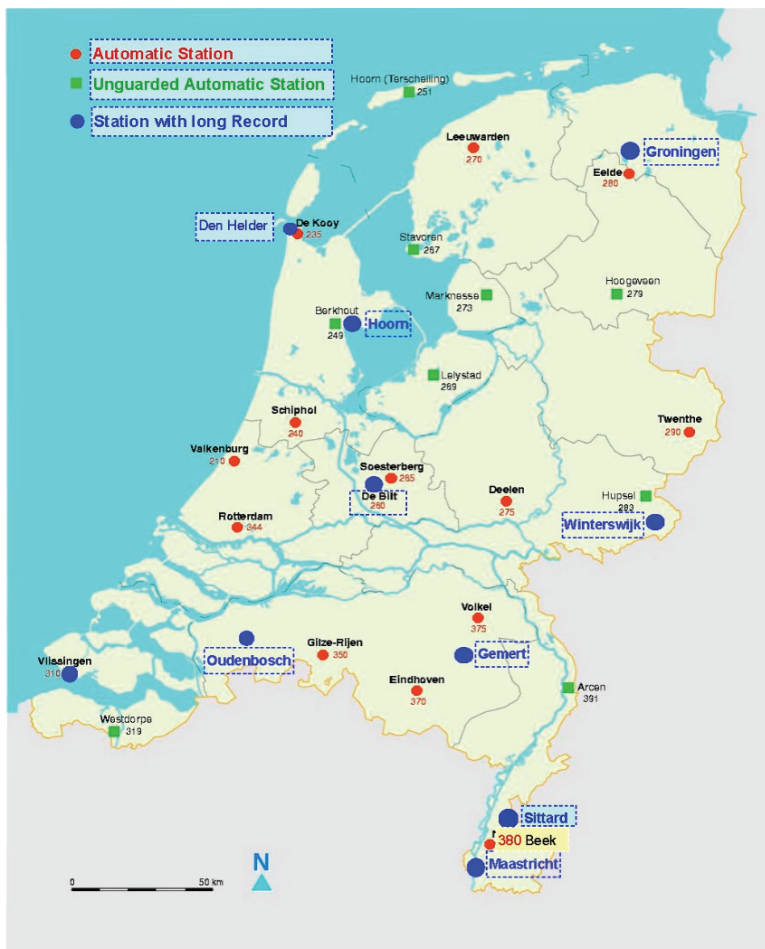 Automatic Station
Unguarded Automatic Station
Station with long Record
Hoorn (Terschelling)
251
Leeuwarden
270
Groningen
Eelde
280
Den Helder
De Kooy
235
Stavoren
267
Marknesse
273
Hoogeveen
279
Berkhout
249
Hoorn
Lelystad
269
Schiphol
240
Twenthe
290
Valkenburg
210
Soesterberg
265
De Bilt
260
Deelen
275
Hupsel
283
Rotterdam
344
Winterswijk
Volkel
375
Oudenbosch
Gilze-Rijen
350
Gemert
Vlissingen
310
Eindhoven
370
Arcen
391
Westdorpe
319
Sittard
380 Beek
Maastricht
N
0 50 km